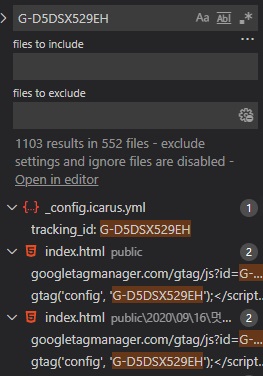 G-D5DSX529EH Aa Abl .*
files to include ...
files to exclude
1103 results in 552 files - exclude
settings and ignore files are disabled -
Open in editor
{..} _config.icarus.yml 1
tracking_id: G-D5DSX529EH
index.html public 2
googletagmanager.com/gtag/js?id=G-...
gtag('config', 'G-D5DSX529EH');</script...
index.html public\2020\09\16\멋... 2
googletagmanager.com/gtag/js?id=G-...
gtag('config', 'G-D5DSX529EH');</script...